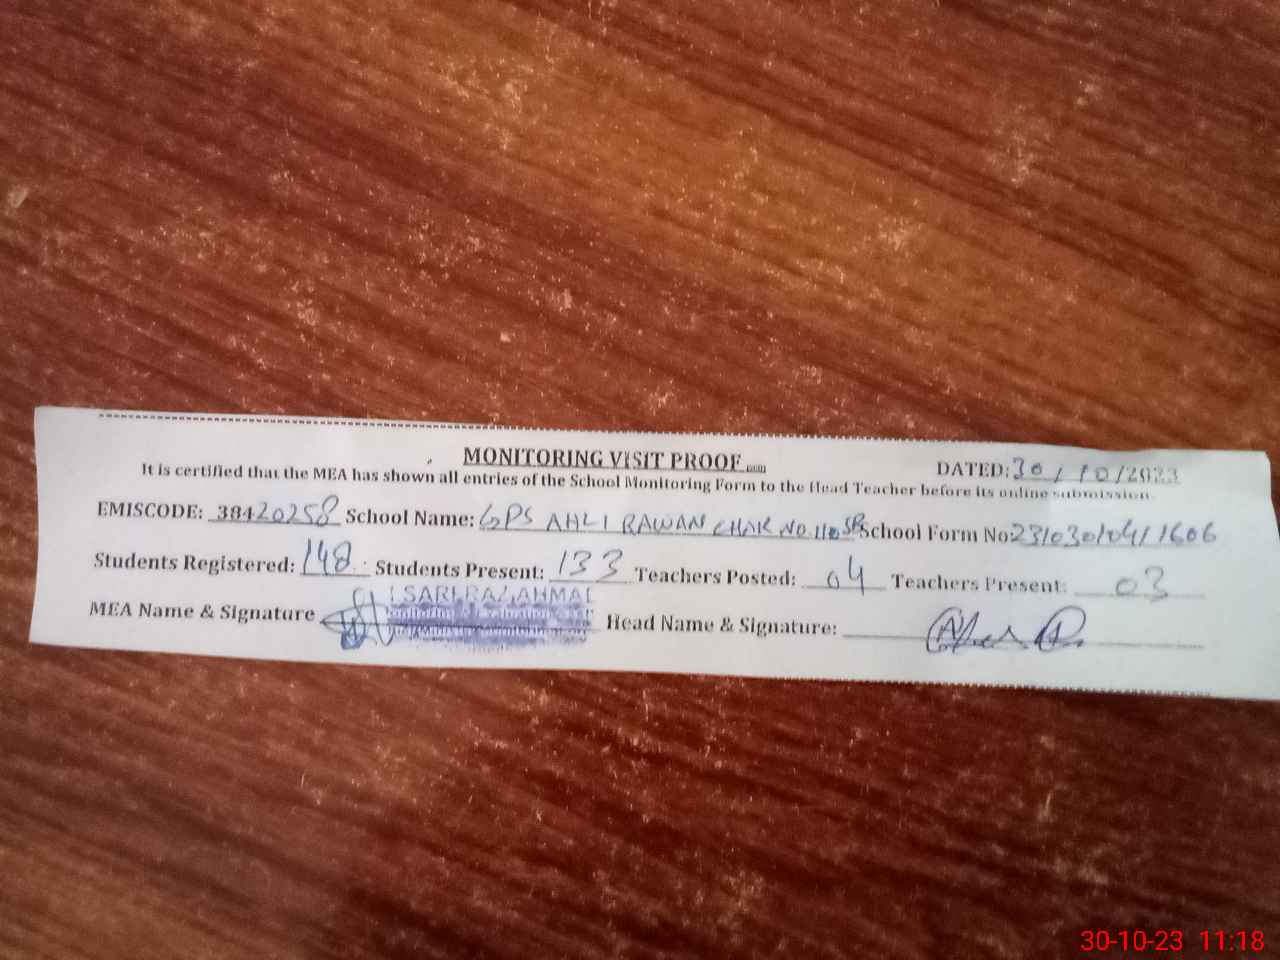 MONITORING VISIT PROOF DATED: 30/10/2023
It is certified that the MEA has shown all entries of the School Monitoring Form to the Head Teacher before its online submission.
EMISCODE: 38420258 School Name: GPS AHLI RAWAN CHAK NO 110 SB School Form No 23103010411606
Students Registered: 148 Students Present: 133 Teachers Posted: 04 Teachers Present: 03
MEA Name & Signature SARFRAZ AHMAD Head Name & Signature:
30-10-23 11:18